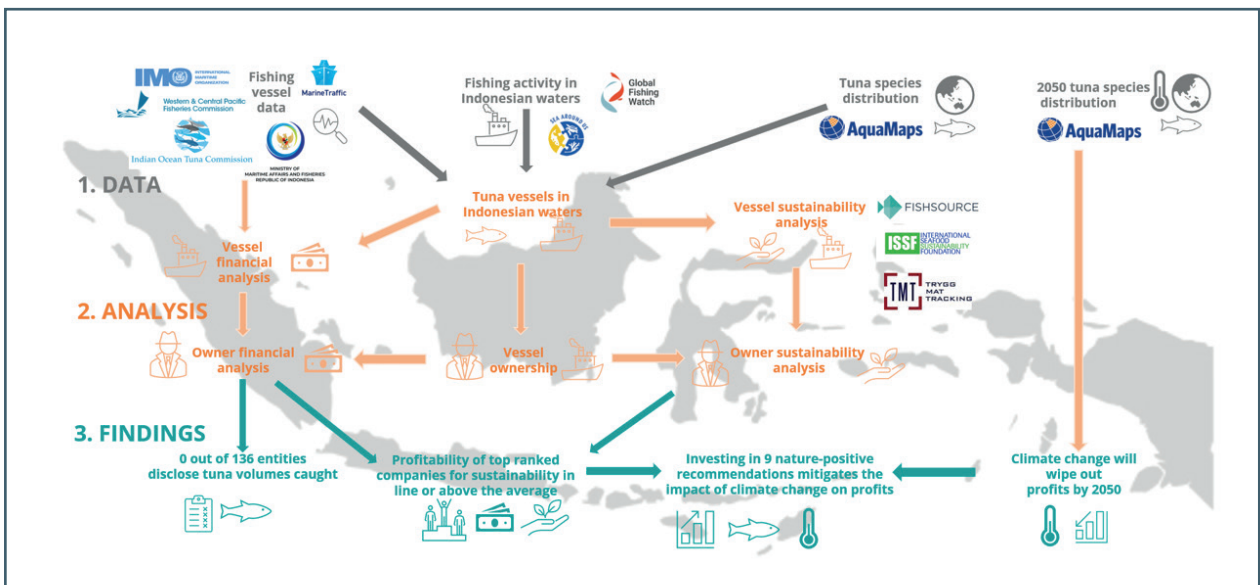 IMO
INTERNATIONAL
MARITIME
ORGANIZATION
Western & Central Pacific
Fisheries Commission
Indian Ocean Tuna Commission
Fishing
vessel
data
MarineTraffic
MINISTRY OF
MARITIME AFFAIRS AND FISHERIES
REPUBLIC OF INDONESIA
Fishing activity in
Indonesian waters
Global
Fishing
Watch
SEA AROUND US
Tuna species
distribution
AquaMaps
2050 tuna species
distribution
AquaMaps
1. DATA
Tuna vessels in
Indonesian waters
Vessel sustainability
analysis
FISHSOURCE
ISSF
INTERNATIONAL
SEAFOOD
SUSTAINABILITY
FOUNDATION
TMT
TRYGG
MAT
TRACKING
Vessel
financial
analysis
2. ANALYSIS
Owner financial
analysis
Vessel
ownership
Owner sustainability
analysis
3. FINDINGS
0 out of 136 entities
disclose tuna volumes caught
Profitability of top ranked
companies for sustainability in
line or above the average
Investing in 9 nature-positive
recommendations mitigates the
impact of climate change on profits
Climate change will
wipe out
profits by 2050